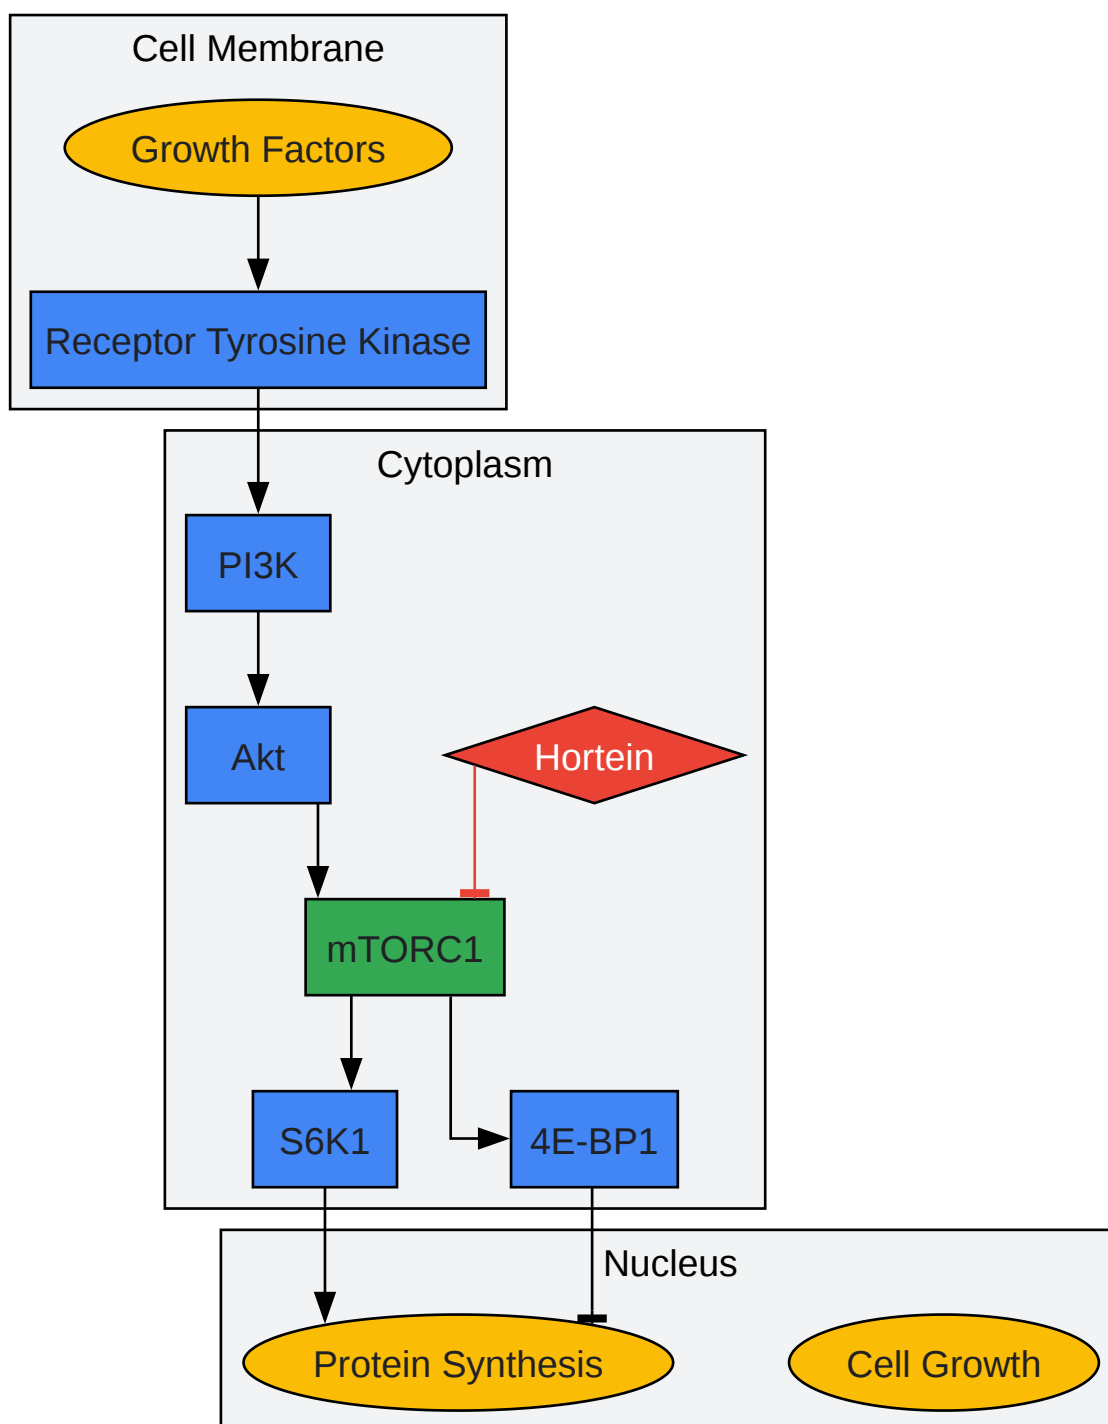 Cell Membrane
Growth Factors
Receptor Tyrosine Kinase
Cytoplasm
PI3K
Akt
Hortein
mTORC1
S6K1
4E-BP1
Nucleus
Protein Synthesis
Cell Growth